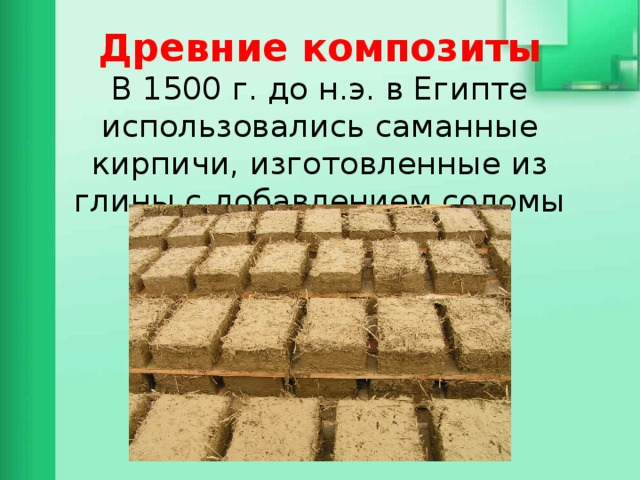 Древние композиты
В 1500 г. до н.э. в Египте
использовались саманные
кирпичи, изготовленные из
глины с добавлением соломы